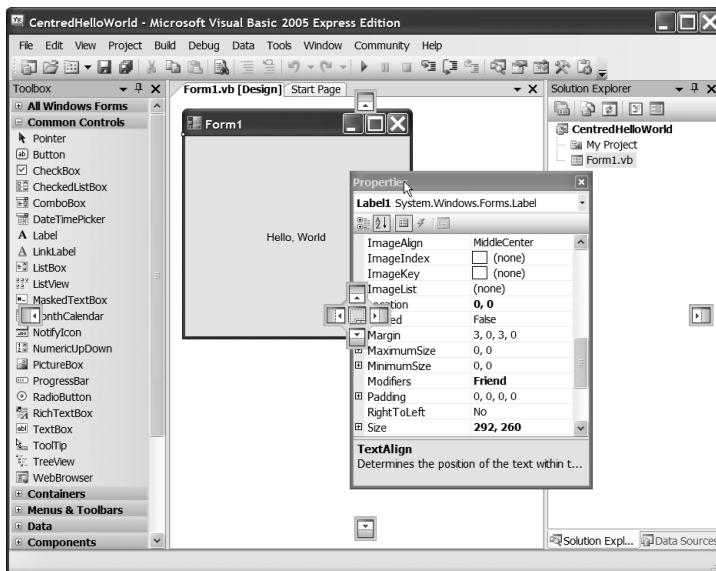 CentredHelloWorld - Microsoft Visual Basic 2005 Express Edition
File Edit View Project Build Debug Data Tools Window Community Help
Toolbox
All Windows Forms
Common Controls
Pointer
Button
CheckBox
CheckedListBox
ComboBox
DateTimePicker
Label
LinkLabel
ListBox
ListView
MaskedTextBox
onthCalendar
NotifyIcon
NumericUpDown
PictureBox
ProgressBar
RadioButton
RichTextBox
TextBox
ToolTip
TreeView
WebBrowser
Containers
Menus & Toolbars
Data
Components
Form1.vb [Design] Start Page
Form1
Hello, World
Properties
Label1 System.Windows.Forms.Label
ImageAlign MiddleCenter
ImageIndex (none)
ImageKey (none)
ImageList (none)
ocation 0, 0
ed False
Margin 3, 0, 3, 0
MaximumSize 0, 0
MinimumSize 0, 0
Modifiers Friend
Padding 0, 0, 0, 0
RightToLeft No
Size 292, 260
TextAlign
Determines the position of the text within t...
Solution Explorer
CentredHelloWorld
My Project
Form1.vb
Solution Expl... Data Sources